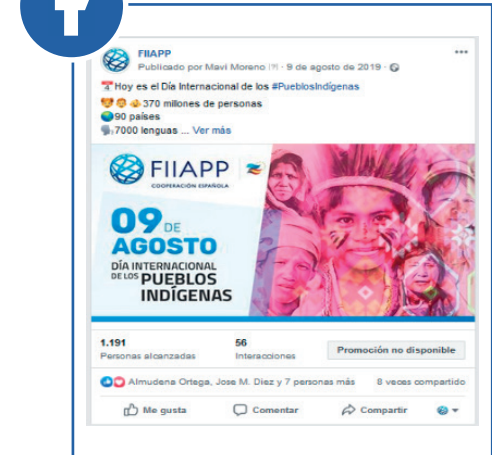 FIIAPP
Publicado por Mavi Moreno [?] · 9 de agosto de 2019 ·
Hoy es el Día Internacional de los #PueblosIndígenas
370 millones de personas
90 países
7000 lenguas ... Ver más
FIIAPP
COOPERACIÓN ESPAÑOLA
09 DE
AGOSTO
DÍA INTERNACIONAL
DE LOS PUEBLOS
INDÍGENAS
1.191
Personas alcanzadas
56
Interacciones
Promoción no disponible
Almudena Ortega, Jose M. Diez y 7 personas más
8 veces compartido
Me gusta
Comentar
Compartir